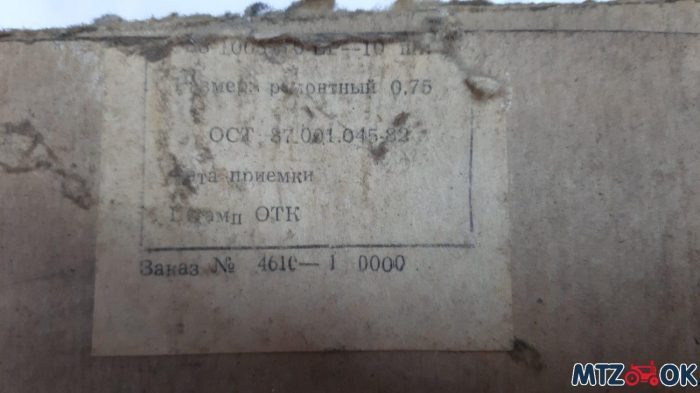 Размер ремонтный 0.75
ОСТ 37.001.045-82
Дата приемки
Штамп ОТК
Заказ № 4610— 1 0000
MTZ OK